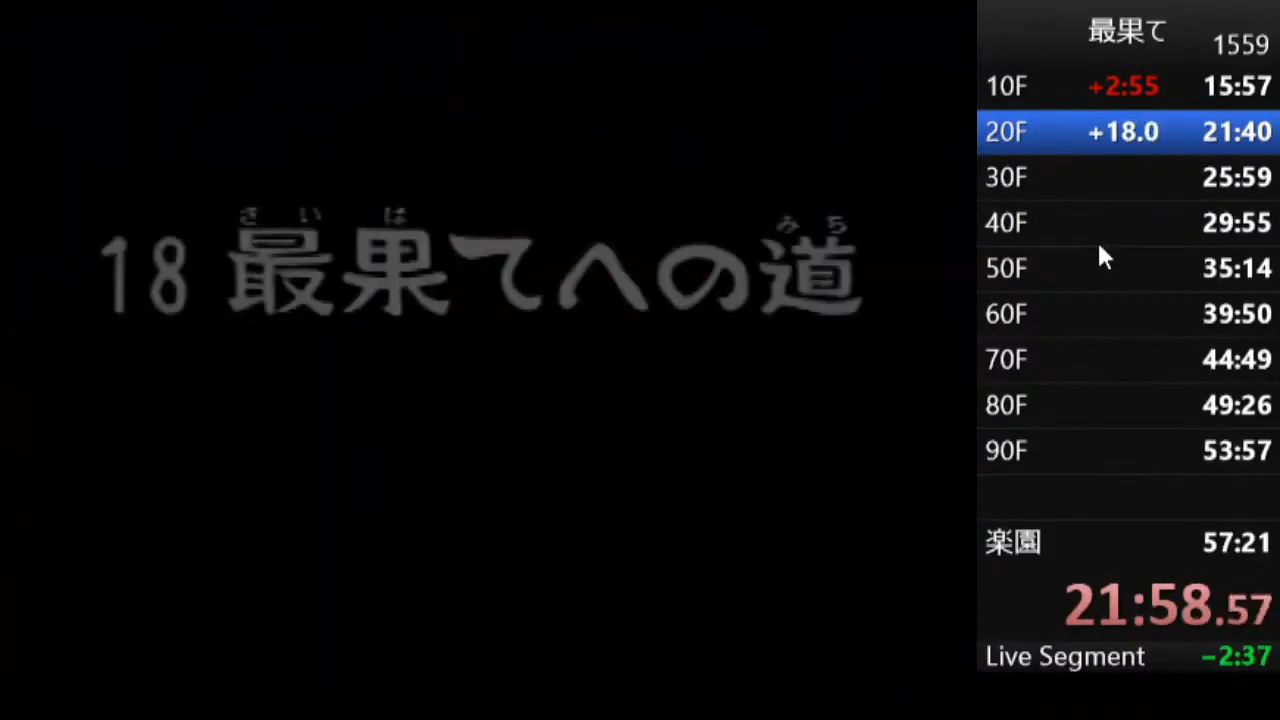 さい は みち
18 最果てへの道
最果て 1559
10F +2:55 15:57
20F +18.0 21:40
30F 25:59
40F 29:55
50F 35:14
60F 39:50
70F 44:49
80F 49:26
90F 53:57
楽園 57:21
21:58.57
Live Segment −2:37